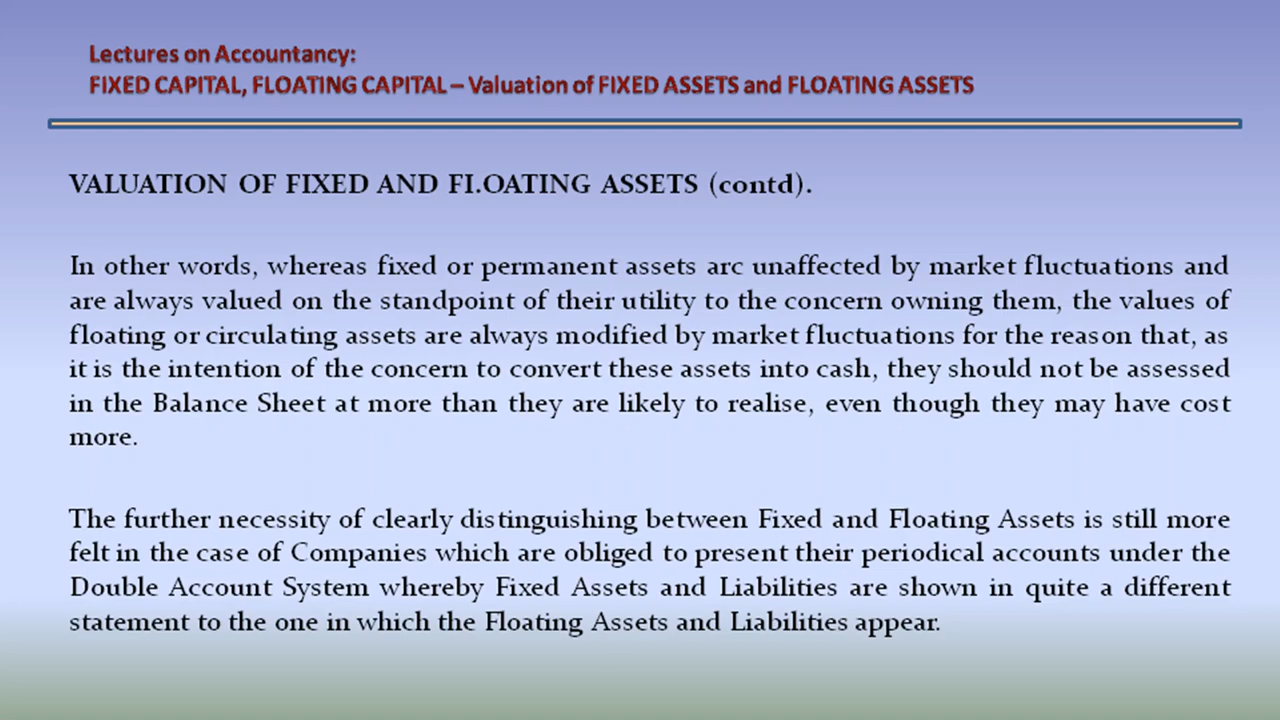 Lectures on Accountancy:
FIXED CAPITAL, FLOATING CAPITAL – Valuation of FIXED ASSETS and FLOATING ASSETS
VALUATION OF FIXED AND FI.OATING ASSETS (contd).
In other words, whereas fixed or permanent assets arc unaffected by market fluctuations and
are always valued on the standpoint of their utility to the concern owning them, the values of
floating or circulating assets are always modified by market fluctuations for the reason that, as
it is the intention of the concern to convert these assets into cash, they should not be assessed
in the Balance Sheet at more than they are likely to realise, even though they may have cost
more.
The further necessity of clearly distinguishing between Fixed and Floating Assets is still more
felt in the case of Companies which are obliged to present their periodical accounts under the
Double Account System whereby Fixed Assets and Liabilities are shown in quite a different
statement to the one in which the Floating Assets and Liabilities appear.